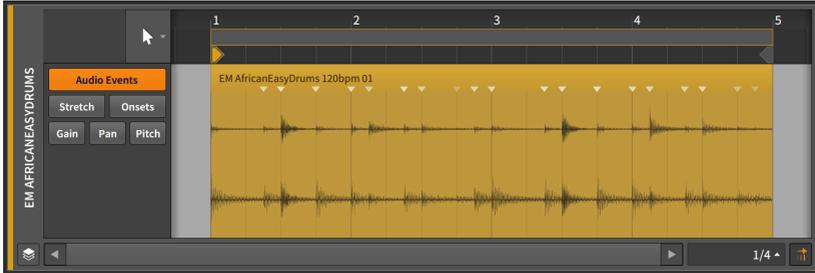 1 2 3 4 5
EM AFRICANEASYDRUMS
Audio Events
EM AfricanEasyDrums 120bpm 01
Stretch Onsets
Gain Pan Pitch
1/4